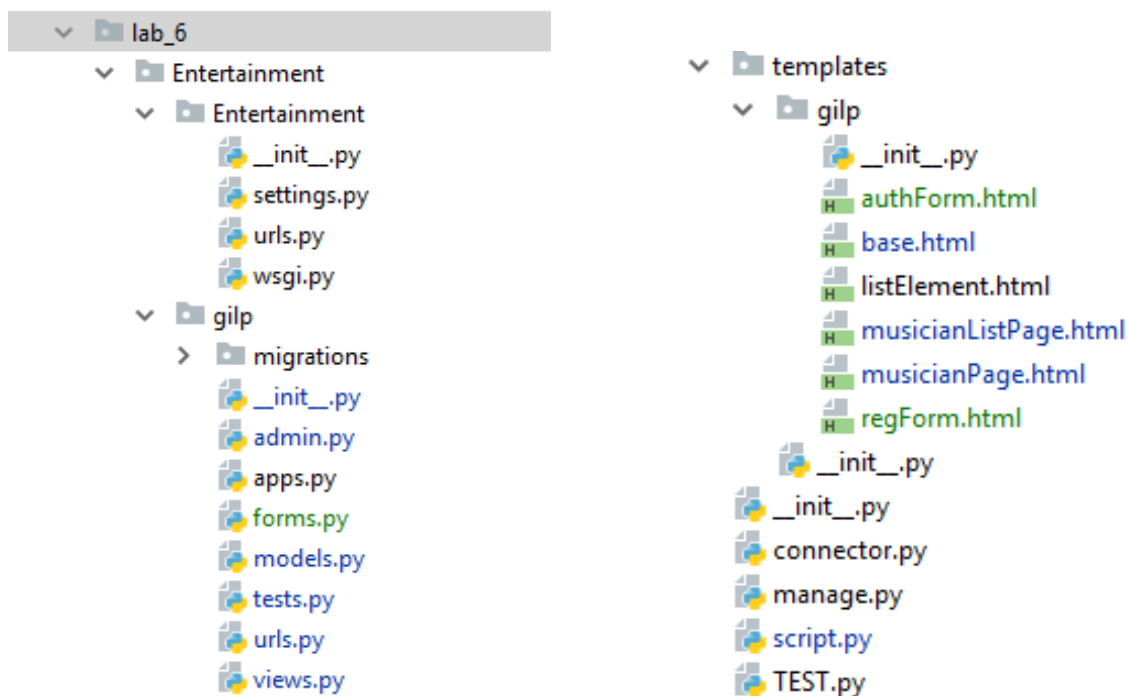 lab_6
Entertainment
Entertainment
__init__.py
settings.py
urls.py
wsgi.py
gilp
migrations
__init__.py
admin.py
apps.py
forms.py
models.py
tests.py
urls.py
views.py
templates
gilp
__init__.py
H authForm.html
H base.html
H listElement.html
H musicianListPage.html
H musicianPage.html
H regForm.html
__init__.py
__init__.py
connector.py
manage.py
script.py
TEST.py